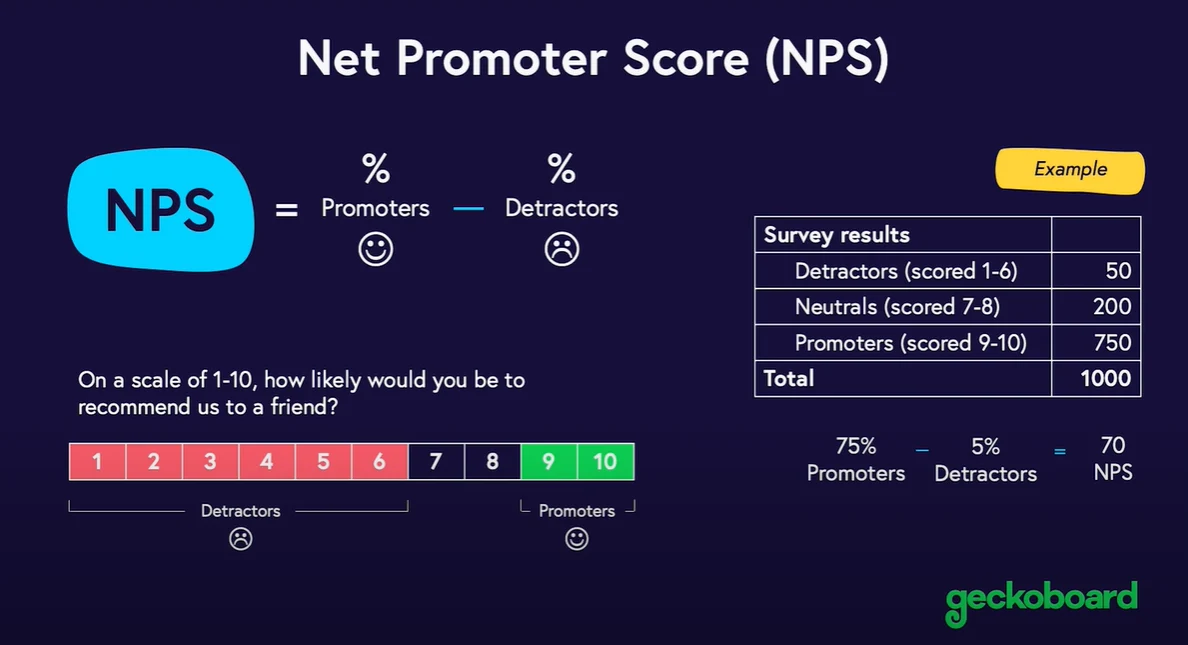 Net Promoter Score (NPS)
NPS = % Promoters — % Detractors
On a scale of 1-10, how likely would you be to
recommend us to a friend?
1 2 3 4 5 6 7 8 9 10
Detractors Promoters
Example
Survey results
Detractors (scored 1-6) 50
Neutrals (scored 7-8) 200
Promoters (scored 9-10) 750
Total 1000
75% – 5% = 70
Promoters Detractors NPS
geckoboard